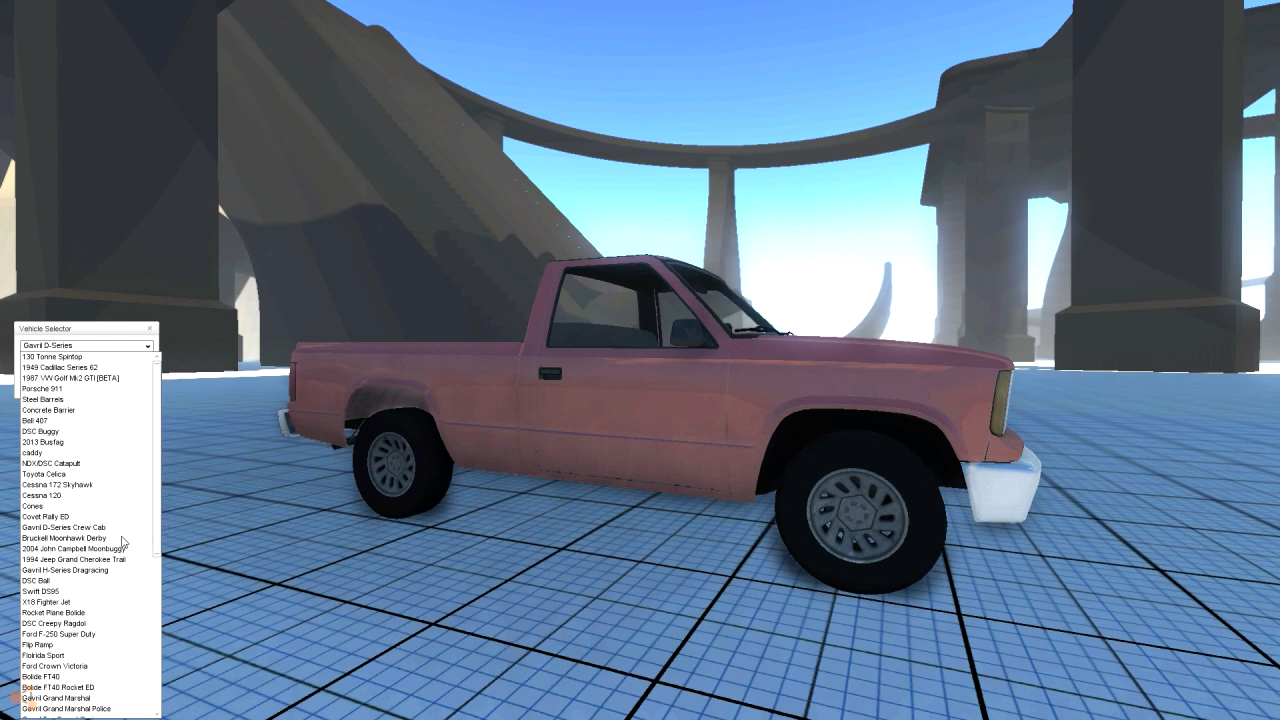 Vehicle Selector
Gavril D-Series
130 Tonne Spintop
1949 Cadillac Series 62
1987 VW Golf Mk2 GTI [BETA]
Porsche 911
Steel Barrels
Concrete Barrier
Bell 407
DSC Buggy
2013 Busfag
caddy
NDX/DSC Catapult
Toyota Celica
Cessna 172 Skyhawk
Cessna 120
Cones
Covet Rally ED
Gavril D-Series Crew Cab
Bruckell Moonhawk Derby
2004 John Campbell Moonbuggy
1994 Jeep Grand Cherokee Trail
Gavril H-Series Dragracing
DSC Ball
Swift DS95
X18 Fighter Jet
Rocket Plane Bolide
DSC Creepy Ragdol
Ford F-250 Super Duty
Flip Ramp
Flolrida Sport
Ford Crown Victoria
Bolide FT40
Bolide FT40 Rocket ED
Gavril Grand Marshal
Gavril Grand Marshal Police